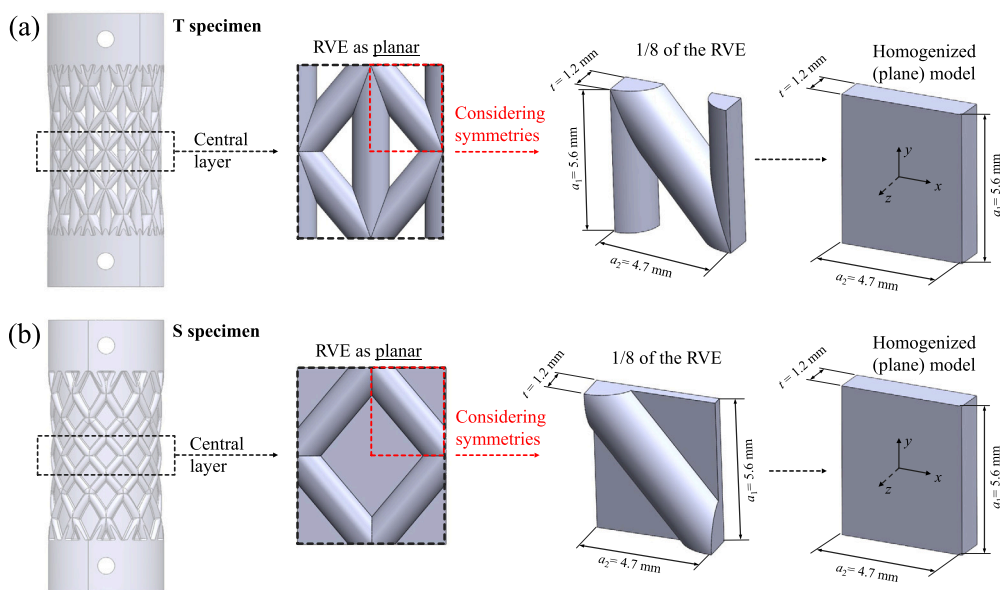 (a)
T specimen
Central
layer
RVE as planar
Considering
symmetries
1/8 of the RVE
t = 1.2 mm
a₁= 5.6 mm
a₂= 4.7 mm
Homogenized
(plane) model
t = 1.2 mm
y
x
z
a₁= 5.6 mm
a₂= 4.7 mm
(b)
S specimen
Central
layer
RVE as planar
Considering
symmetries
1/8 of the RVE
t = 1.2 mm
a₁= 5.6 mm
a₂= 4.7 mm
Homogenized
(plane) model
t = 1.2 mm
y
x
z
a₁= 5.6 mm
a₂= 4.7 mm